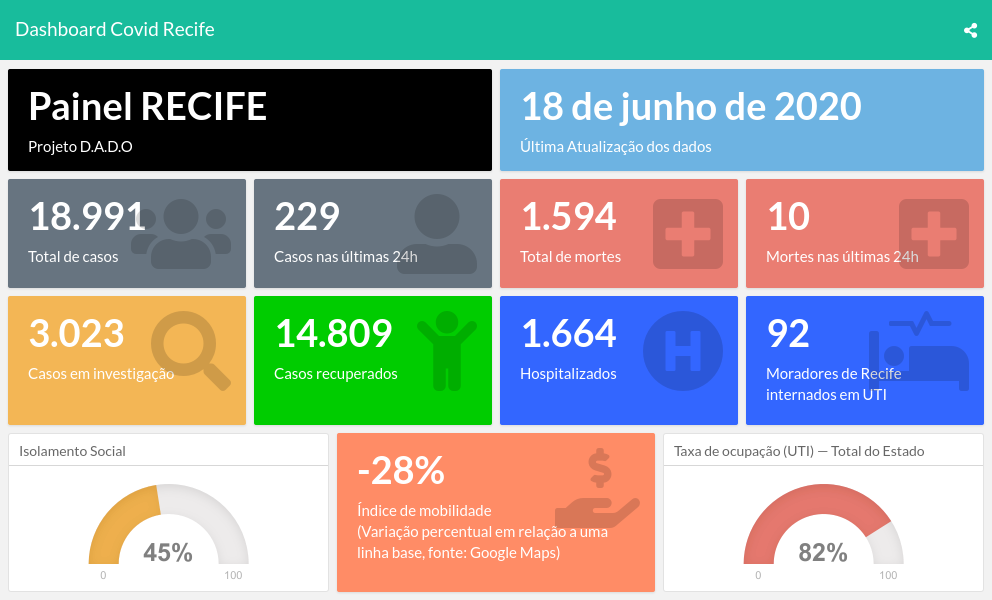 Dashboard Covid Recife
Painel RECIFE
Projeto D.A.D.O
18 de junho de 2020
Última Atualização dos dados
18.991
Total de casos
229
Casos nas últimas 24h
1.594
Total de mortes
10
Mortes nas últimas 24h
3.023
Casos em investigação
14.809
Casos recuperados
1.664
Hospitalizados
92
Moradores de Recife
internados em UTI
Isolamento Social
45%
0
100
-28%
Índice de mobilidade
(Variação percentual em relação a uma
linha base, fonte: Google Maps)
Taxa de ocupação (UTI) — Total do Estado
82%
0
100